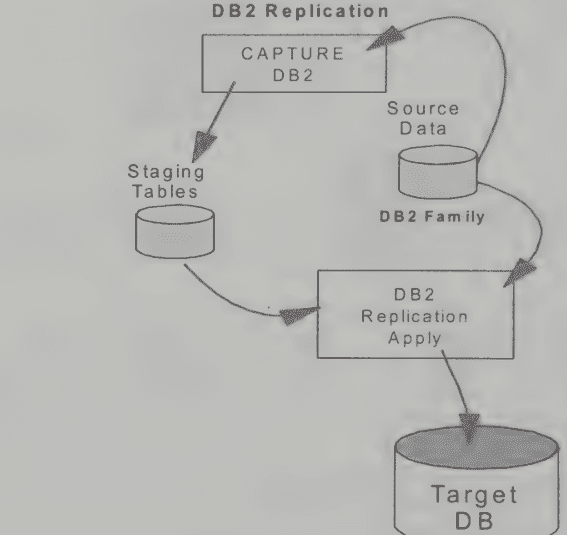 DB2 Replication
CAPTURE
DB2
Source
Data
Staging
Tables
DB2 Family
DB2
Replication
Apply
Target
DB